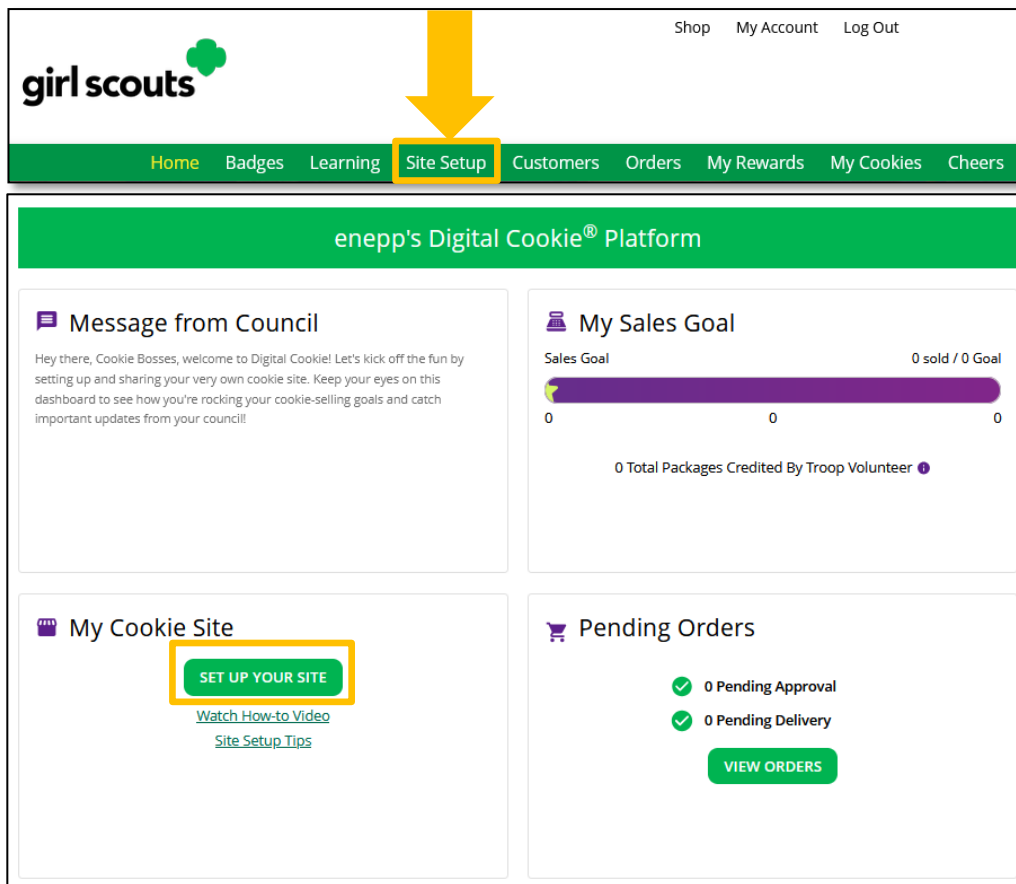 Shop My Account Log Out
girl scouts
Home Badges Learning Site Setup Customers Orders My Rewards My Cookies Cheers
enepp's Digital Cookie® Platform
Message from Council
Hey there, Cookie Bosses, welcome to Digital Cookie! Let's kick off the fun by
setting up and sharing your very own cookie site. Keep your eyes on this
dashboard to see how you're rocking your cookie-selling goals and catch
important updates from your council!
My Sales Goal
Sales Goal 0 sold / 0 Goal
0 0 0
0 Total Packages Credited By Troop Volunteer
My Cookie Site
SET UP YOUR SITE
Watch How-to Video
Site Setup Tips
Pending Orders
0 Pending Approval
0 Pending Delivery
VIEW ORDERS